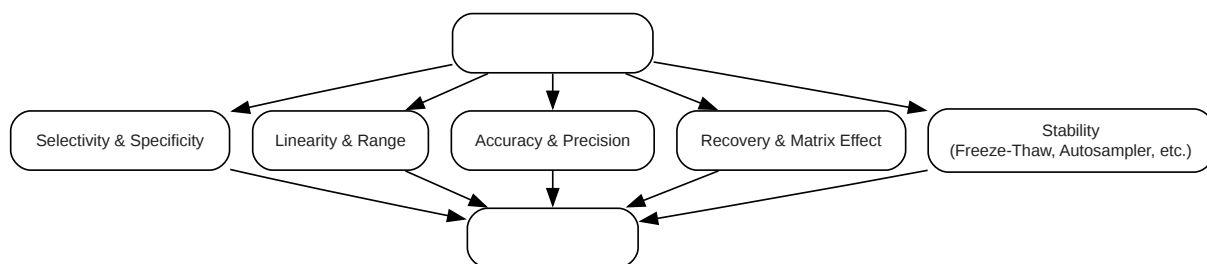 Selectivity & Specificity
Linearity & Range
Accuracy & Precision
Recovery & Matrix Effect
Stability
(Freeze-Thaw, Autosampler, etc.)